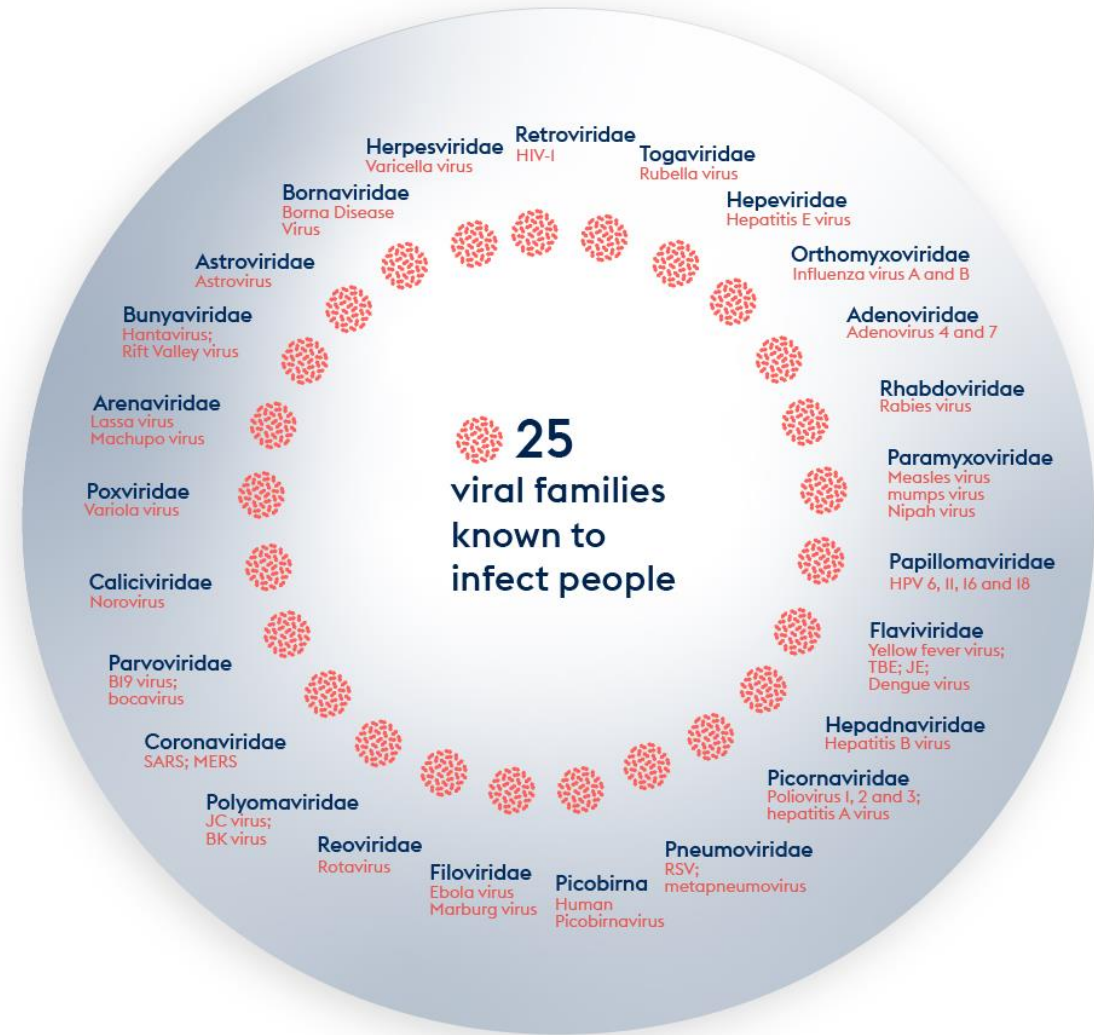 Retroviridae
HIV-1
Togaviridae
Rubella virus
Hepeviridae
Hepatitis E virus
Orthomyxoviridae
Influenza virus A and B
Adenoviridae
Adenovirus 4 and 7
Rhabdoviridae
Rabies virus
Paramyxoviridae
Measles virus
mumps virus
Nipah virus
Papillomaviridae
HPV 6, 11, 16 and 18
Flaviviridae
Yellow fever virus;
TBE; JE;
Dengue virus
Hepadnaviridae
Hepatitis B virus
Picornaviridae
Poliovirus 1, 2 and 3;
hepatitis A virus
Pneumoviridae
RSV;
metapneumovirus
Picobirna
Human
Picobirnavirus
Filoviridae
Ebola virus
Marburg virus
Reoviridae
Rotavirus
Polyomaviridae
JC virus;
BK virus
Coronaviridae
SARS; MERS
Parvoviridae
B19 virus;
bocavirus
Caliciviridae
Norovirus
Poxviridae
Variola virus
Arenaviridae
Lassa virus
Machupo virus
Bunyaviridae
Hantavirus;
Rift Valley virus
Astroviridae
Astrovirus
Bornaviridae
Borna Disease
Virus
Herpesviridae
Varicella virus
25
viral families
known to
infect people